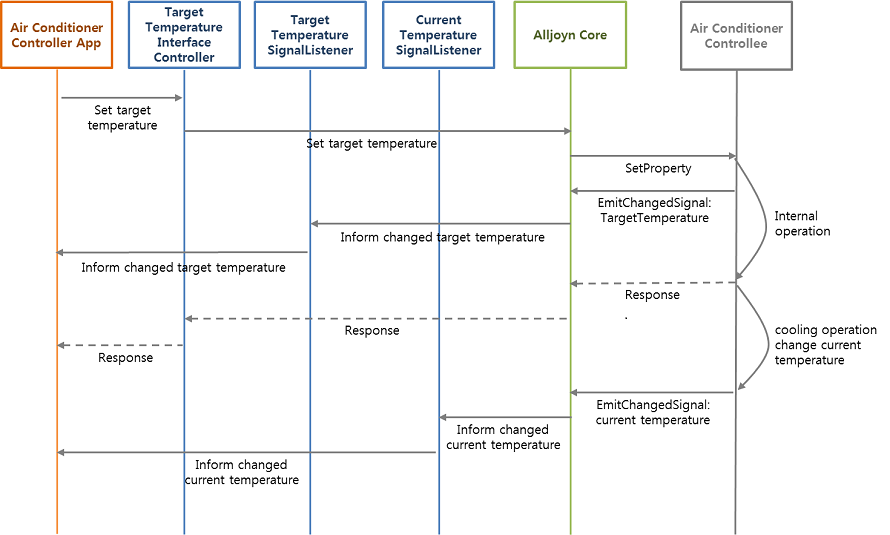 Air Conditioner
Controller App
Target
Temperature
Interface
Controller
Target
Temperature
SignalListener
Current
Temperature
SignalListener
Alljoyn Core
Air Conditioner
Controllee
Set target
temperature
Set target temperature
SetProperty
EmitChangedSignal:
TargetTemperature
Internal
operation
Inform changed target temperature
Inform changed target temperature
Response
.
Response
cooling operation
change current
temperature
Response
EmitChangedSignal:
current temperature
Inform changed
current temperature
Inform changed
current temperature